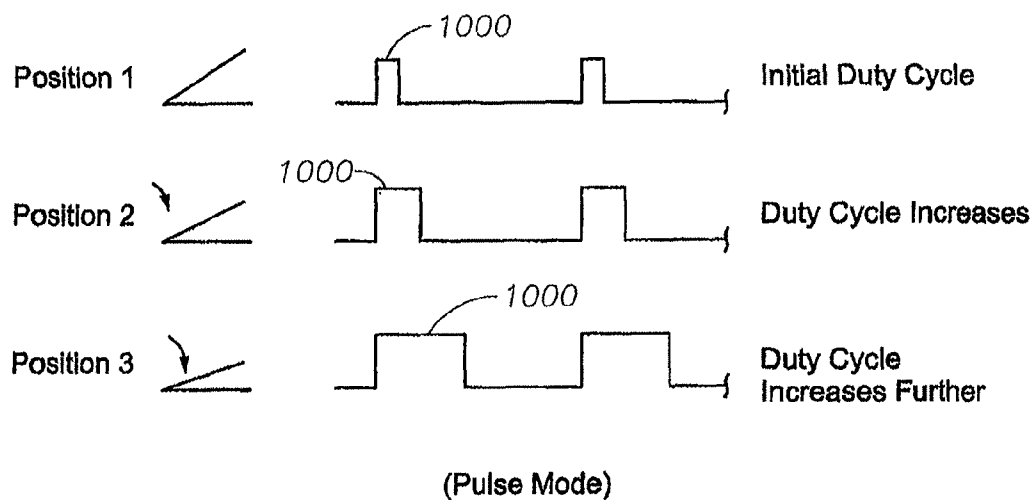 1000
Position 1
Initial Duty Cycle
1000
Position 2
Duty Cycle Increases
1000
Position 3
Duty Cycle
Increases Further
(Pulse Mode)